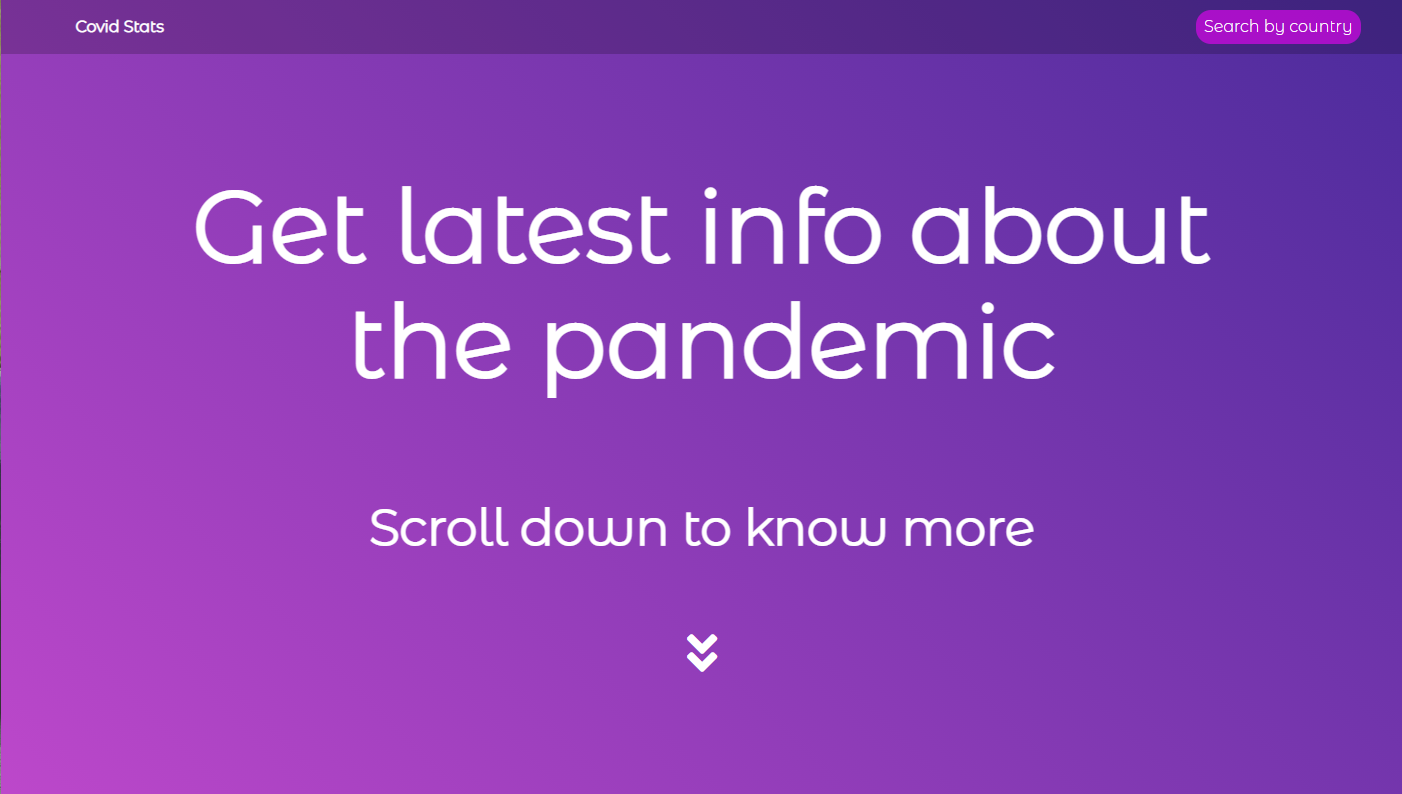 Covid Stats
Search by country
Get latest info about
the pandemic
Scroll down to know more